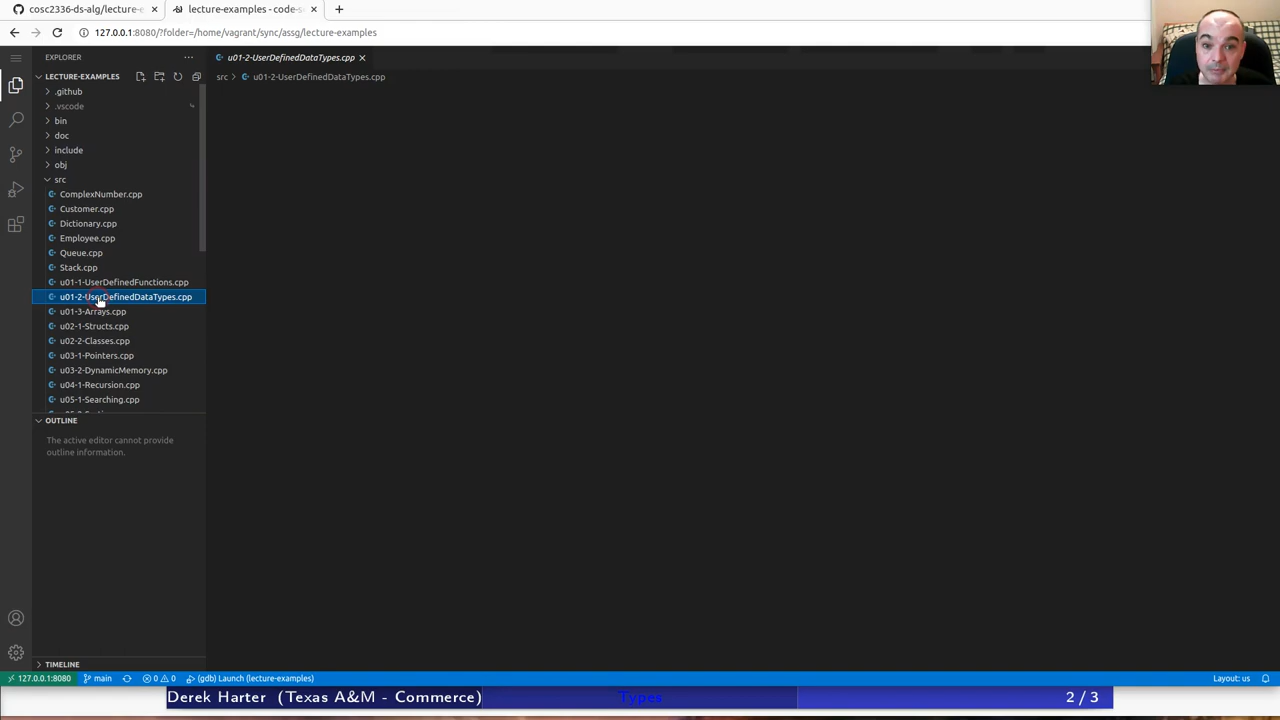 cosc2336-ds-alg/lecture-e
lecture-examples - code-s
127.0.0.1:8080/?folder=/home/vagrant/sync/assg/lecture-examples
EXPLORER
u01-2-UserDefinedDataTypes.cpp
LECTURE-EXAMPLES
src
u01-2-UserDefinedDataTypes.cpp
.github
.vscode
bin
doc
include
obj
src
ComplexNumber.cpp
Customer.cpp
Dictionary.cpp
Employee.cpp
Queue.cpp
Stack.cpp
u01-1-UserDefinedFunctions.cpp
u01-2-UserDefinedDataTypes.cpp
u01-3-Arrays.cpp
u02-1-Structs.cpp
u02-2-Classes.cpp
u03-1-Pointers.cpp
u03-2-DynamicMemory.cpp
u04-1-Recursion.cpp
u05-1-Searching.cpp
OUTLINE
The active editor cannot provide
outline information.
TIMELINE
127.0.0.1:8080
main
0
0
(gdb) Launch (lecture-examples)
Layout: us
Derek Harter (Texas A&M - Commerce)
Types
2 / 3